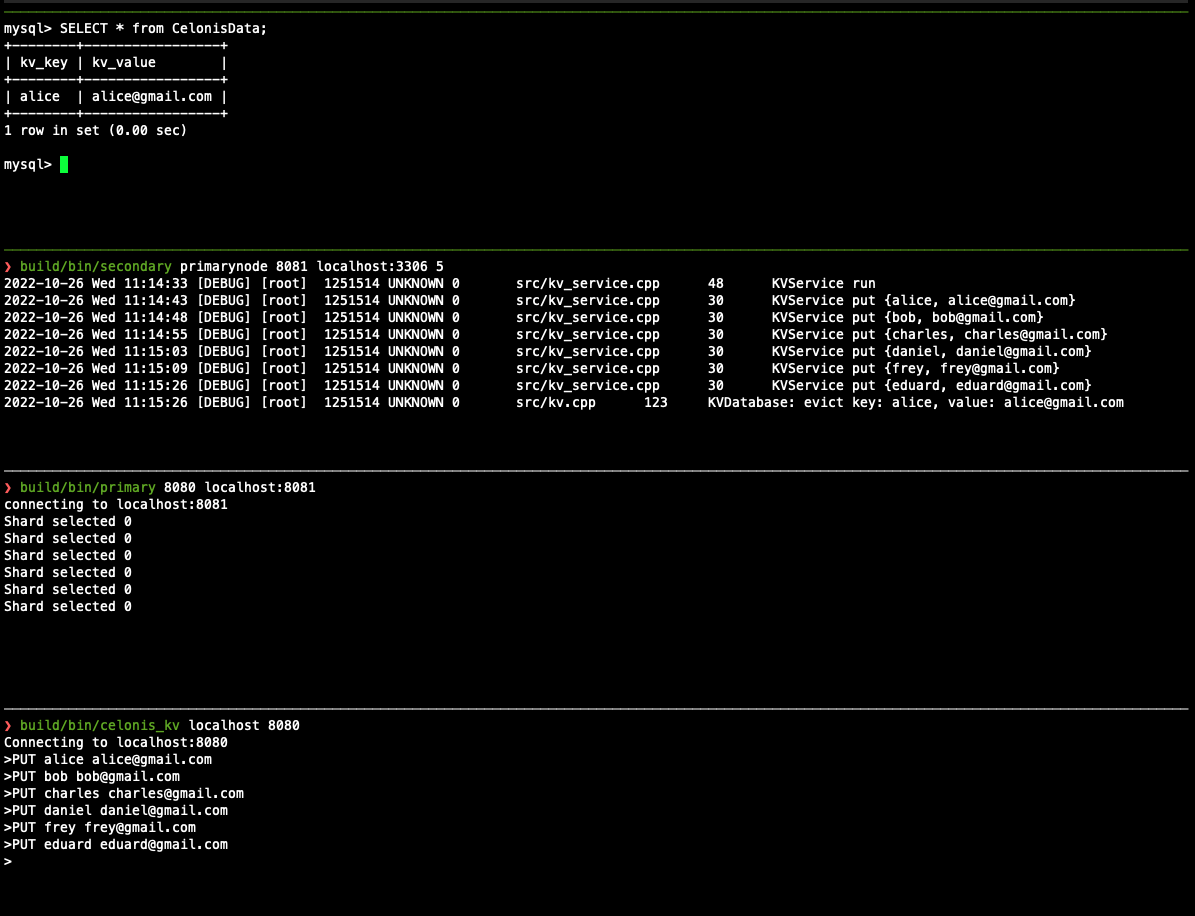 mysql> SELECT * from CelonisData;
+--------+-----------------+
| kv_key | kv_value        |
+--------+-----------------+
| alice  | alice@gmail.com |
+--------+-----------------+
1 row in set (0.00 sec)
mysql>
❯ build/bin/secondary primarynode 8081 localhost:3306 5
2022-10-26 Wed 11:14:33 [DEBUG] [root]  1251514 UNKNOWN 0       src/kv_service.cpp      48      KVService run
2022-10-26 Wed 11:14:43 [DEBUG] [root]  1251514 UNKNOWN 0       src/kv_service.cpp      30      KVService put {alice, alice@gmail.com}
2022-10-26 Wed 11:14:48 [DEBUG] [root]  1251514 UNKNOWN 0       src/kv_service.cpp      30      KVService put {bob, bob@gmail.com}
2022-10-26 Wed 11:14:55 [DEBUG] [root]  1251514 UNKNOWN 0       src/kv_service.cpp      30      KVService put {charles, charles@gmail.com}
2022-10-26 Wed 11:15:03 [DEBUG] [root]  1251514 UNKNOWN 0       src/kv_service.cpp      30      KVService put {daniel, daniel@gmail.com}
2022-10-26 Wed 11:15:09 [DEBUG] [root]  1251514 UNKNOWN 0       src/kv_service.cpp      30      KVService put {frey, frey@gmail.com}
2022-10-26 Wed 11:15:26 [DEBUG] [root]  1251514 UNKNOWN 0       src/kv_service.cpp      30      KVService put {eduard, eduard@gmail.com}
2022-10-26 Wed 11:15:26 [DEBUG] [root]  1251514 UNKNOWN 0       src/kv.cpp      123     KVDatabase: evict key: alice, value: alice@gmail.com
❯ build/bin/primary 8080 localhost:8081
connecting to localhost:8081
Shard selected 0
Shard selected 0
Shard selected 0
Shard selected 0
Shard selected 0
Shard selected 0
❯ build/bin/celonis_kv localhost 8080
Connecting to localhost:8080
>PUT alice alice@gmail.com
>PUT bob bob@gmail.com
>PUT charles charles@gmail.com
>PUT daniel daniel@gmail.com
>PUT frey frey@gmail.com
>PUT eduard eduard@gmail.com
>